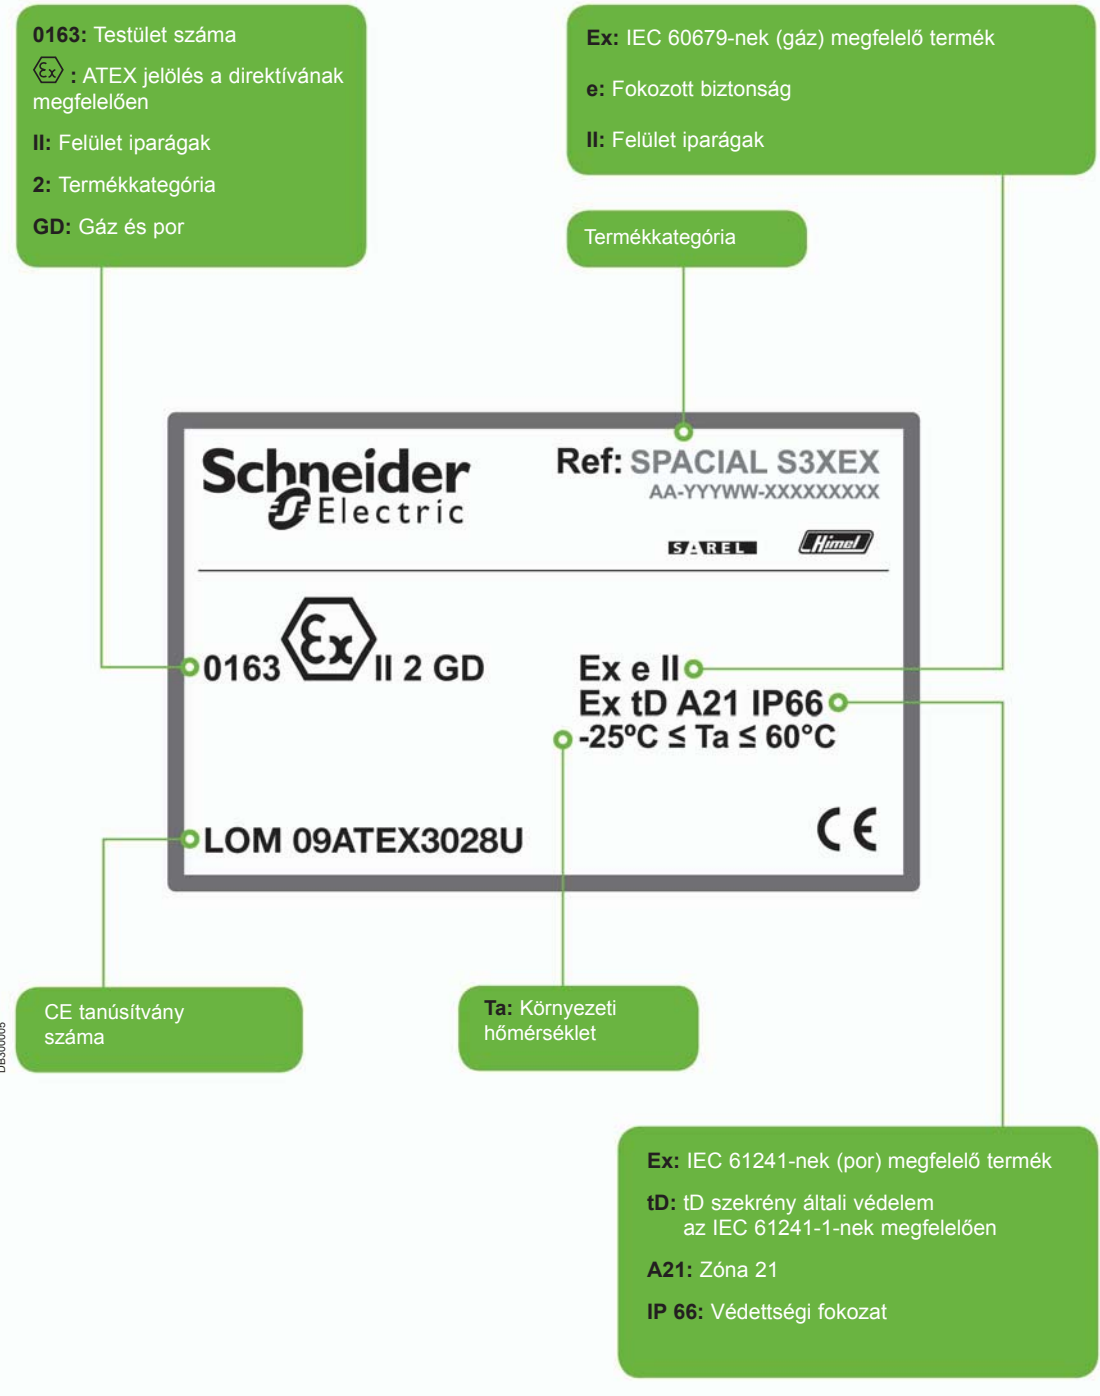 0163: Testület száma
Ex : ATEX jelölés a direktívának
megfelelően
II: Felület iparágak
2: Termékkategória
GD: Gáz és por
Ex: IEC 60679-nek (gáz) megfelelő termék
e: Fokozott biztonság
II: Felület iparágak
Termékkategória
Schneider
Electric
Ref: SPACIAL S3XEX
AA-YYYWW-XXXXXXXXX
SAREL
Himel
0163 Ex II 2 GD
Ex e II
Ex tD A21 IP66
-25ºC ≤ Ta ≤ 60°C
LOM 09ATEX3028U
CE
CE tanúsítvány
száma
Ta: Környezeti
hőmérséklet
Ex: IEC 61241-nek (por) megfelelő termék
tD: tD szekrény általi védelem
az IEC 61241-1-nek megfelelően
A21: Zóna 21
IP 66: Védettségi fokozat